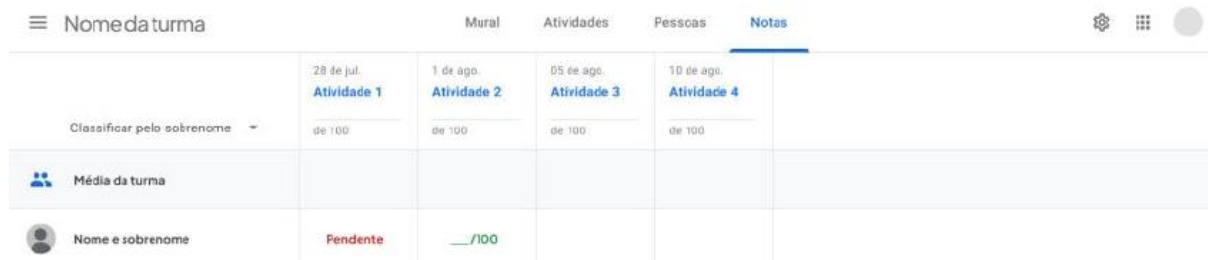 Nome da turma
Mural Atividades Pessoas Notas
28 de jul. 1 de ago. 05 de ago. 10 de ago.
Atividade 1 Atividade 2 Atividade 3 Atividade 4
Classificar pelo sobrenome de 100 de 100 de 100 de 100
Média da turma
Nome e sobrenome Pendente __/100